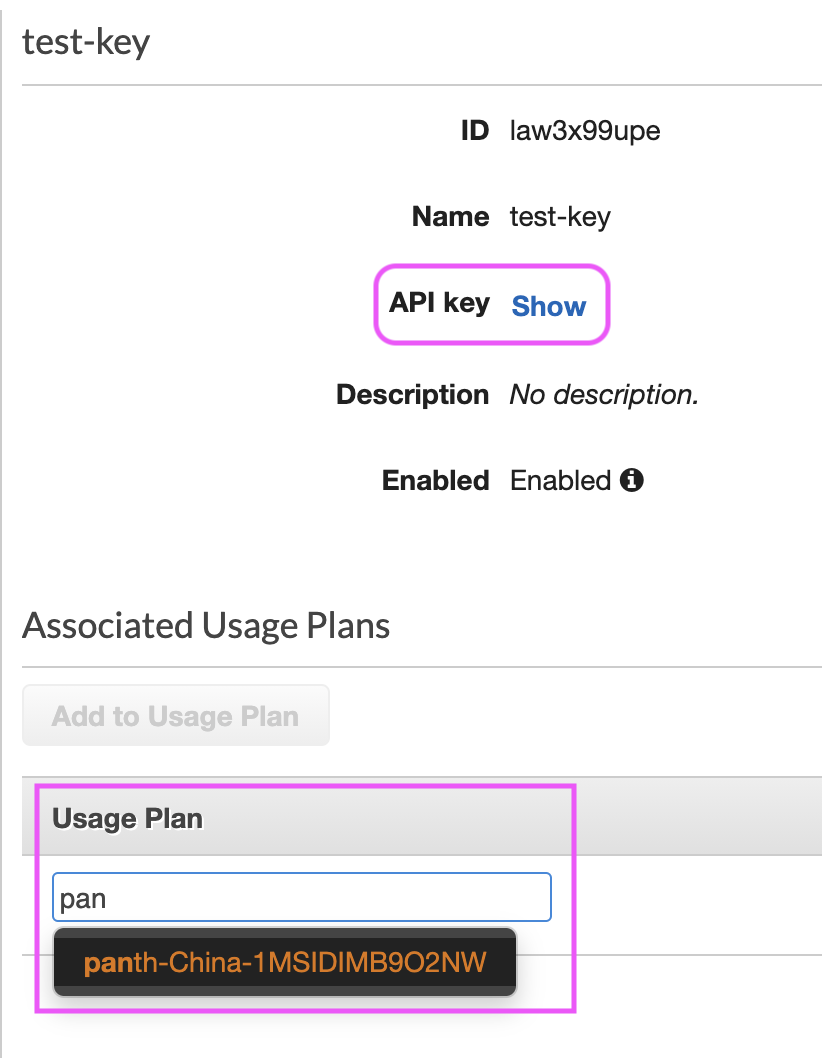 test-key
ID law3x99upe
Name test-key
API key Show
Description No description.
Enabled Enabled
Associated Usage Plans
Add to Usage Plan
Usage Plan
pan
panth-China-1MSIDIMB9O2NW